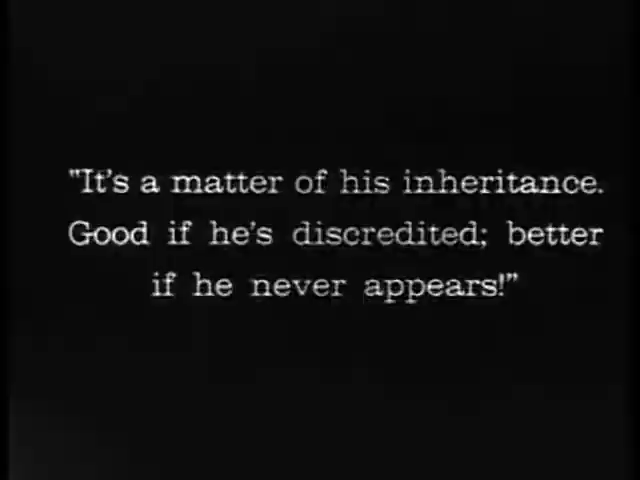 "It's a matter of his inheritance.
Good if he's discredited; better
if he never appears!"